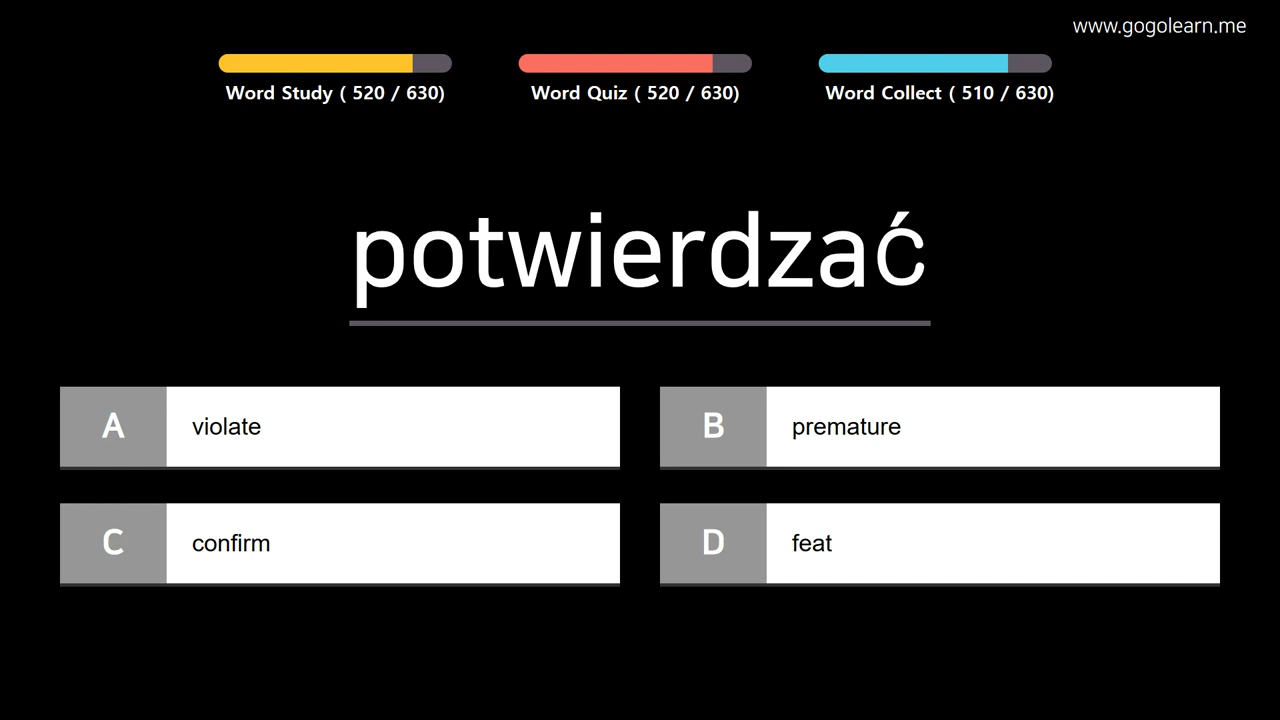 www.gogolearn.me
Word Study ( 520 / 630)
Word Quiz ( 520 / 630)
Word Collect ( 510 / 630)
potwierdzać
A violate
B premature
C confirm
D feat